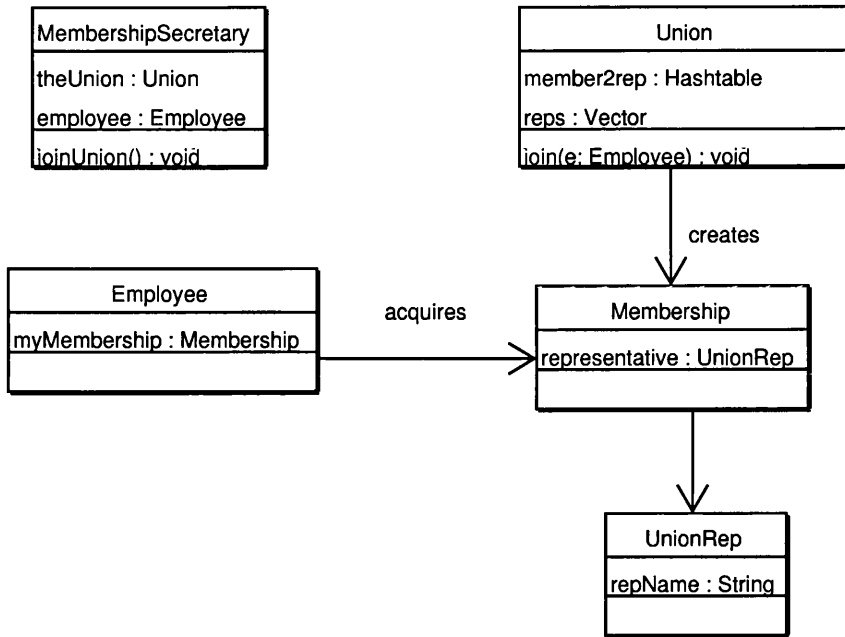 MembershipSecretary
theUnion : Union
employee : Employee
joinUnion() : void
Union
member2rep : Hashtable
reps : Vector
join(e: Employee) : void
creates
Employee
myMembership : Membership
acquires
Membership
representative : UnionRep
UnionRep
repName : String